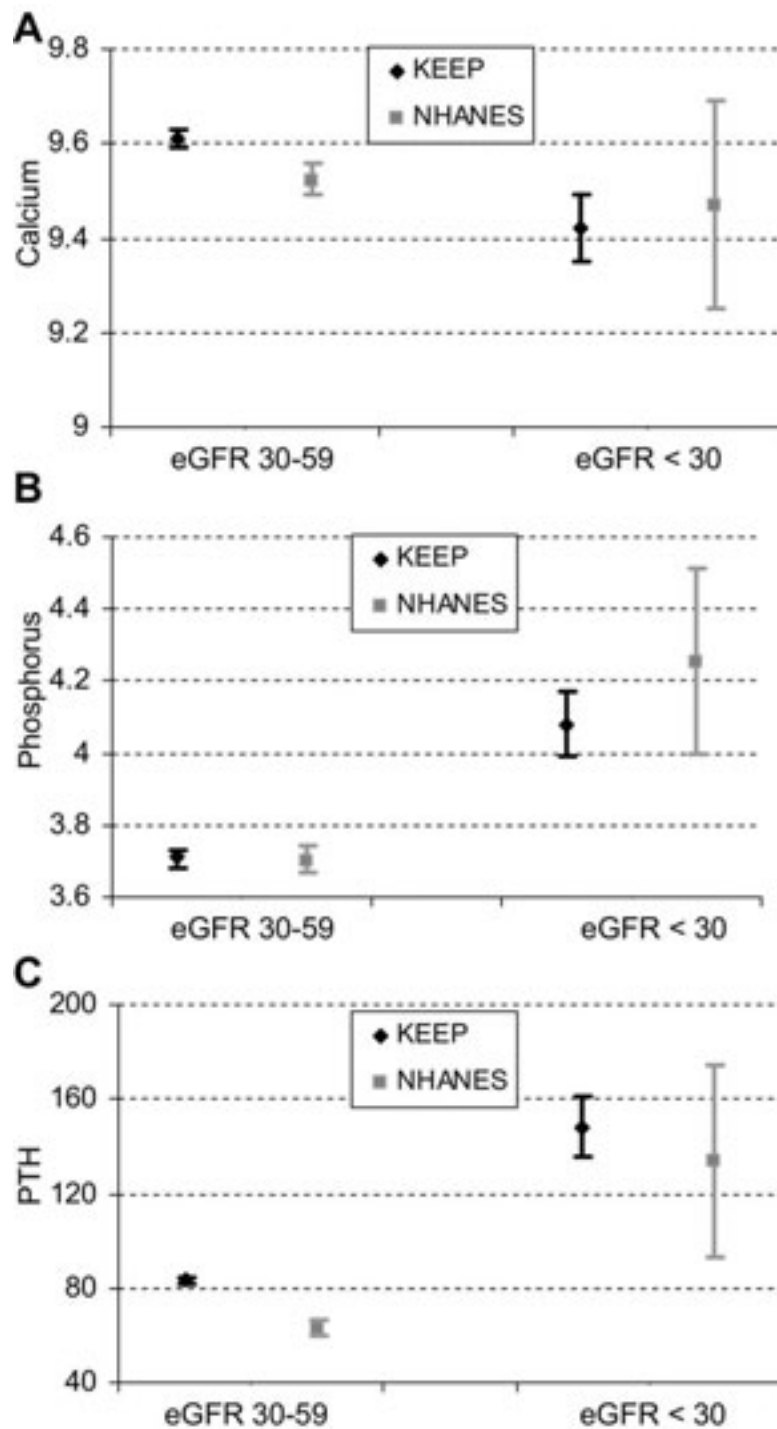 A
9.8
KEEP
NHANES
9.6
Calcium
9.4
9.2
9
eGFR 30-59 eGFR < 30
B
4.6
KEEP
NHANES
4.4
4.2
Phosphorus
4
3.8
3.6
eGFR 30-59 eGFR < 30
C
200
KEEP
NHANES
160
PTH
120
80
40
eGFR 30-59 eGFR < 30